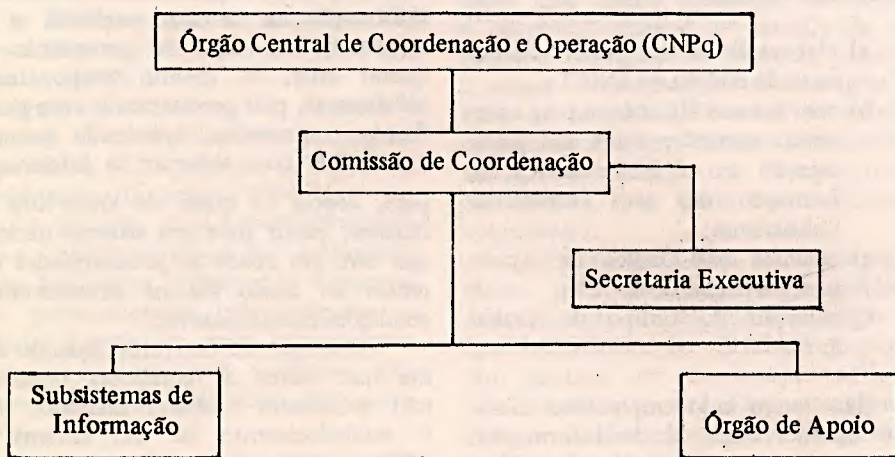 Órgão Central de Coordenação e Operação (CNPq)
Comissão de Coordenação
Secretaria Executiva
Subsistemas de
Informação
Órgão de Apoio